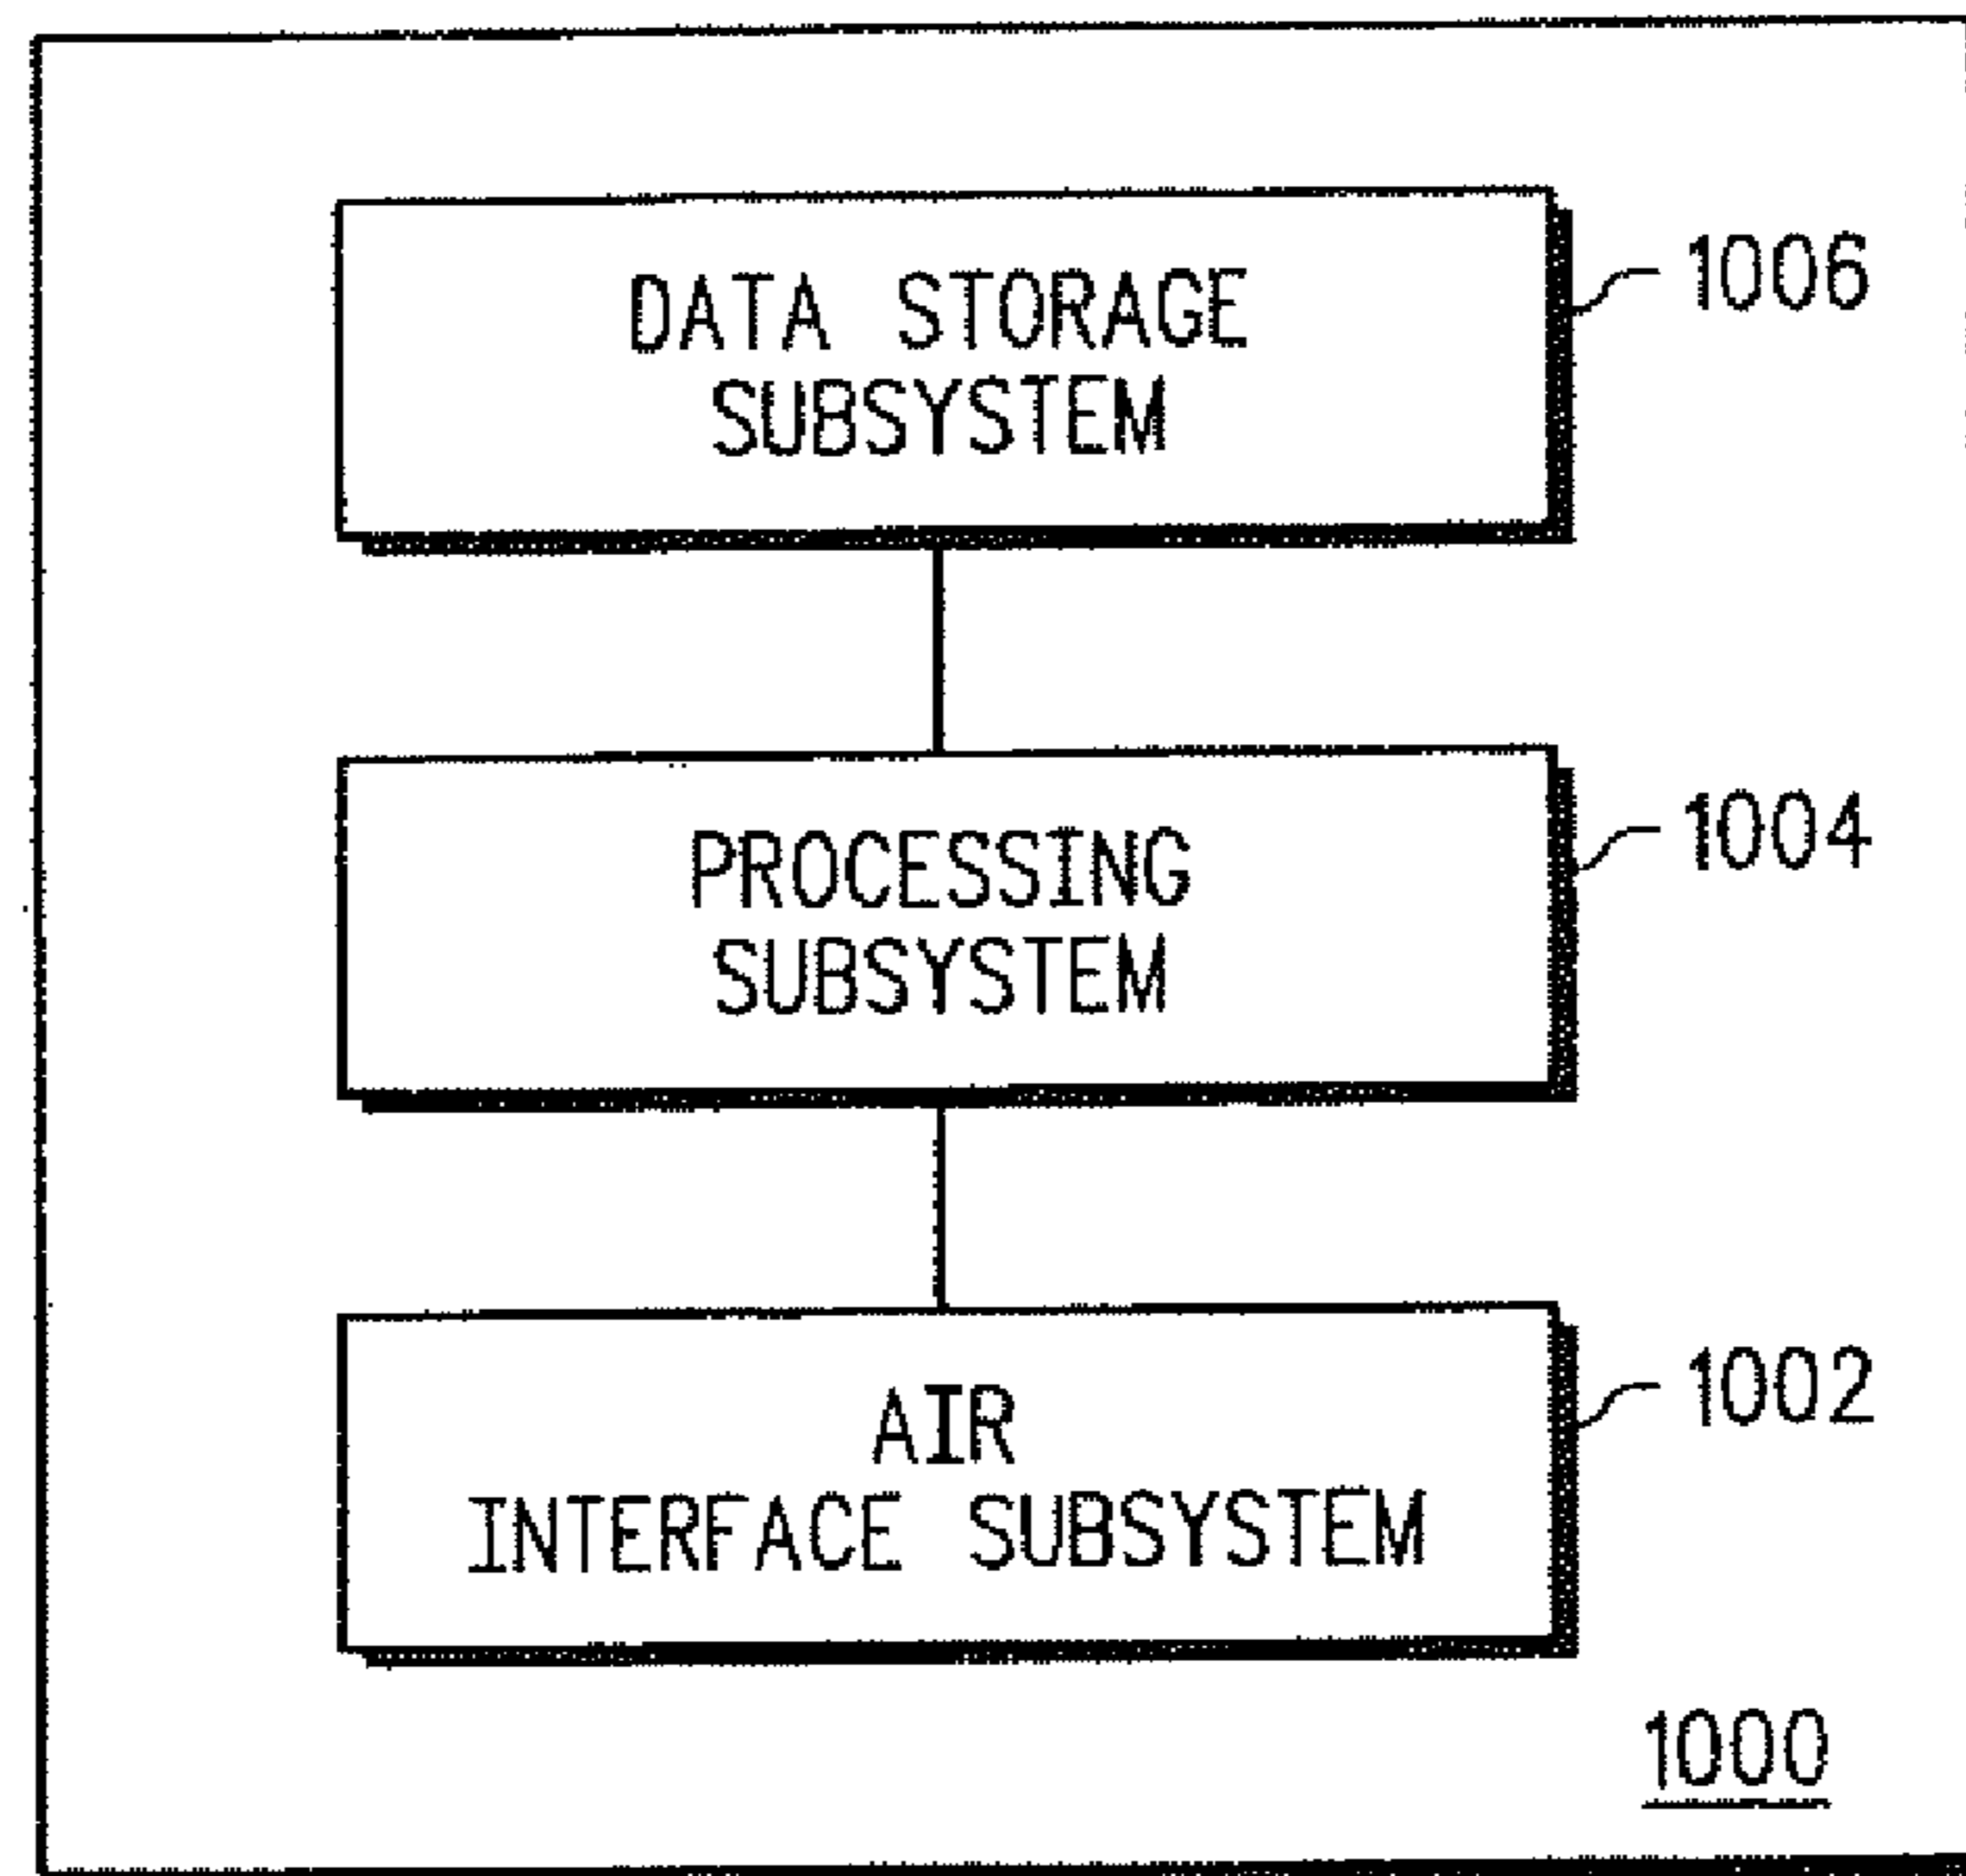 DATA STORAGE
SUBSYSTEM
1006
PROCESSING
SUBSYSTEM
1004
AIR
INTERFACE SUBSYSTEM
1002
1000